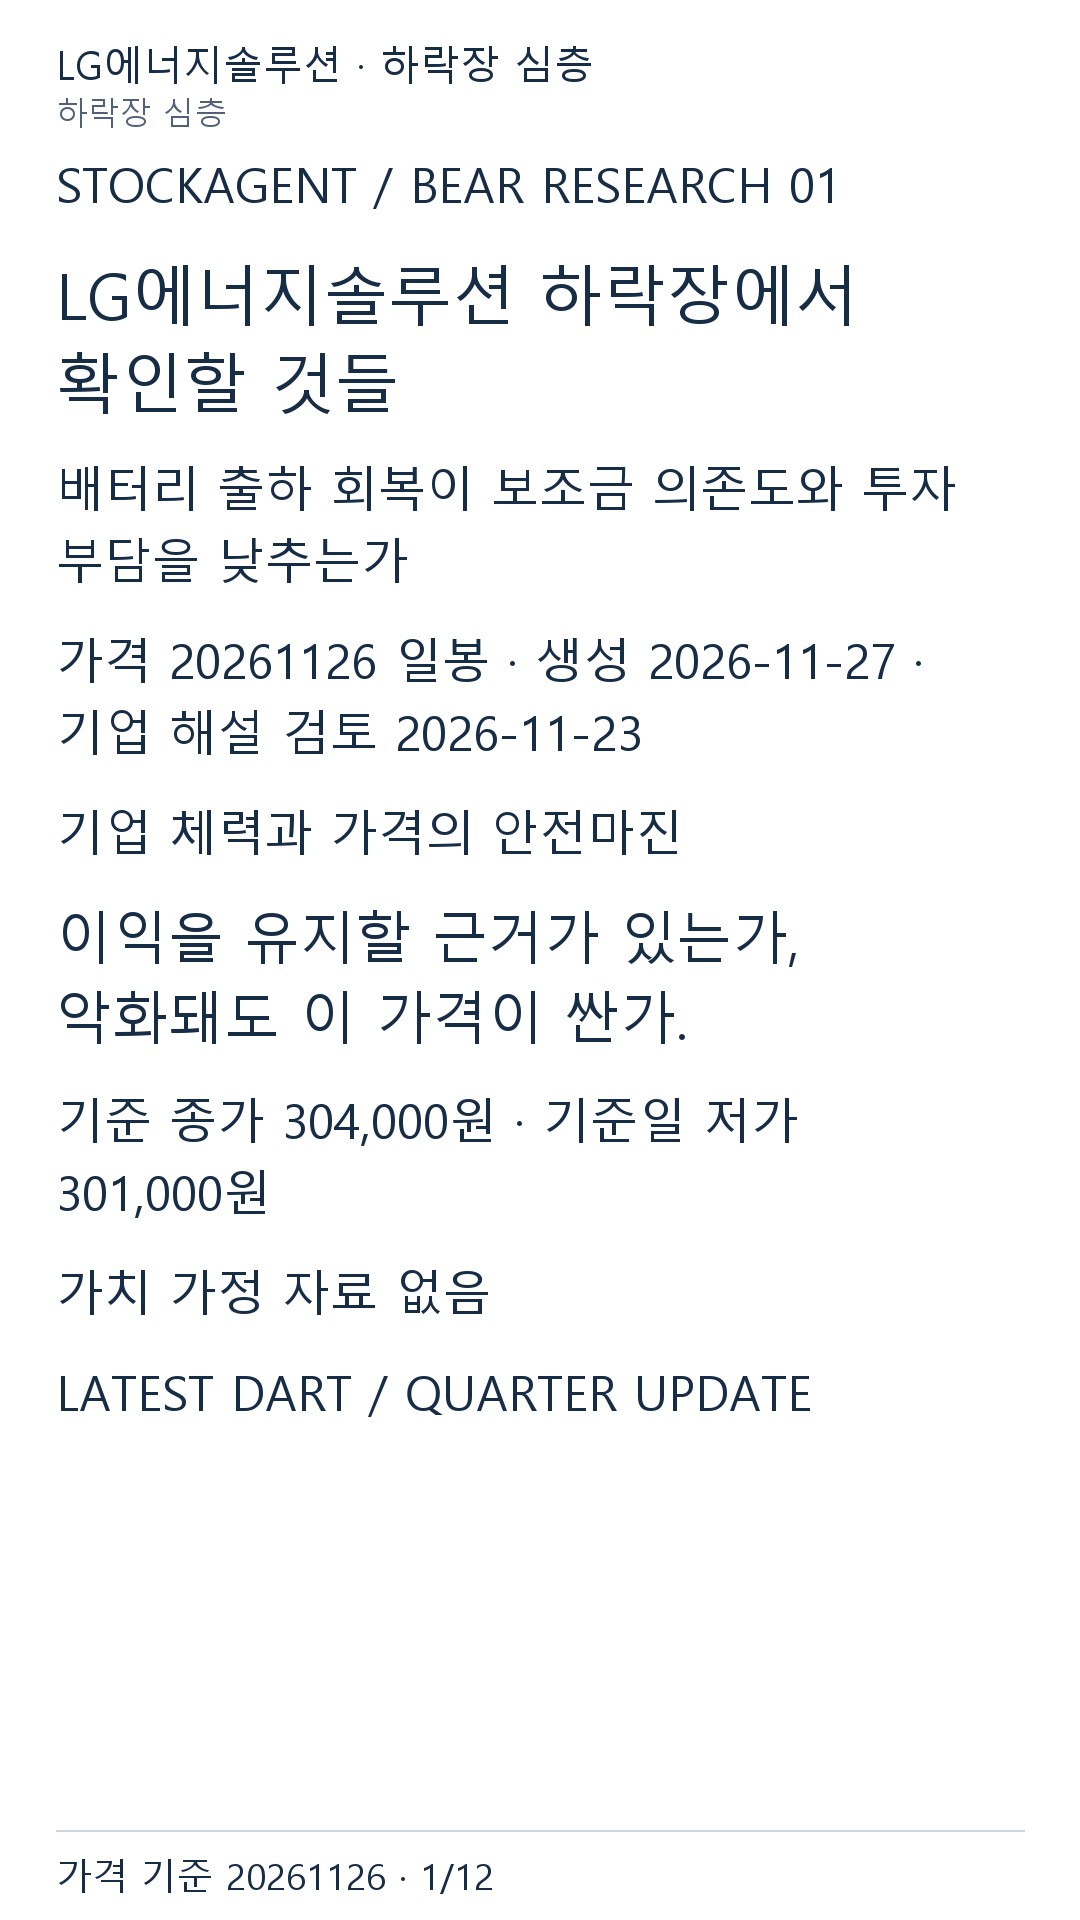 LG에너지솔루션 · 하락장 심층
하락장 심층
STOCKAGENT / BEAR RESEARCH 01
LG에너지솔루션 하락장에서
확인할 것들
배터리 출하 회복이 보조금 의존도와 투자
부담을 낮추는가
가격 20261126 일봉 · 생성 2026-11-27 ·
기업 해설 검토 2026-11-23
기업 체력과 가격의 안전마진
이익을 유지할 근거가 있는가,
악화돼도 이 가격이 싼가.
기준 종가 304,000원 · 기준일 저가
301,000원
가치 가정 자료 없음
LATEST DART / QUARTER UPDATE
가격 기준 20261126 · 1/12